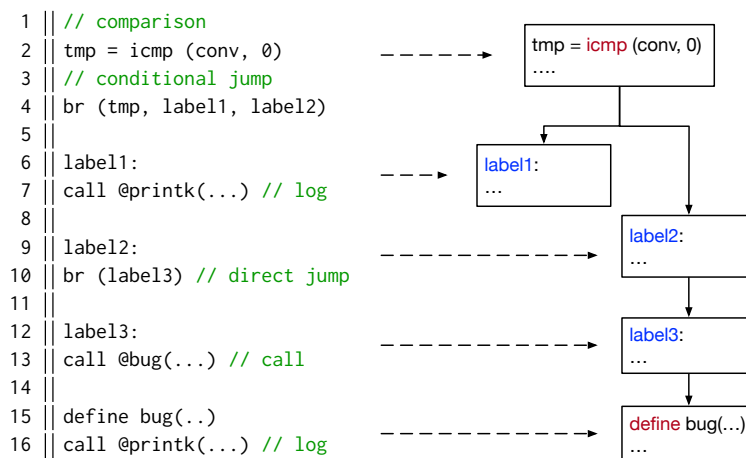 1 // comparison
2 tmp = icmp (conv, 0)
3 // conditional jump
4 br (tmp, label1, label2)
5
6 label1:
7 call @printk(...) // log
8
9 label2:
10 br (label3) // direct jump
11
12 label3:
13 call @bug(...) // call
14
15 define bug(..)
16 call @printk(...) // log
tmp = icmp (conv, 0)
....
label1:
...
label2:
...
label3:
...
define bug(...)
...